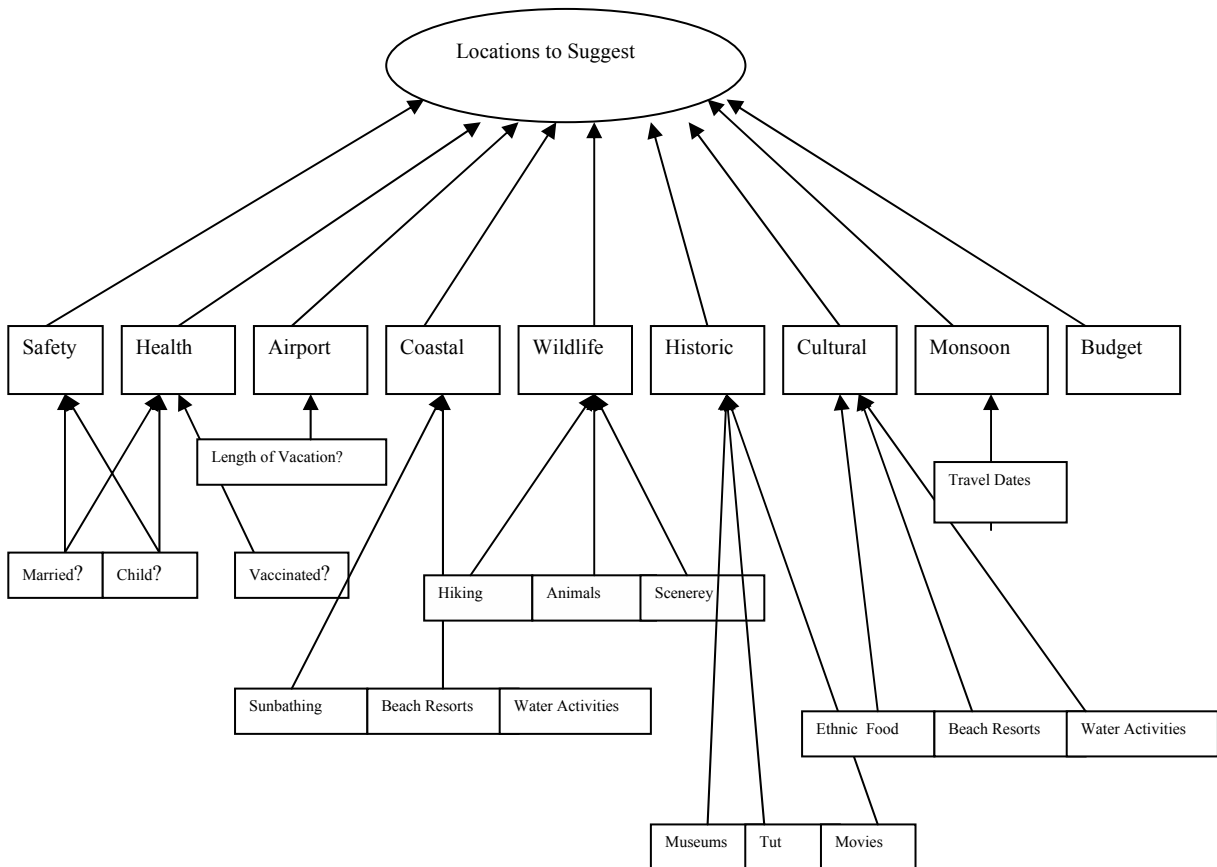 Locations to Suggest
Safety Health Airport Coastal Wildlife Historic Cultural Monsoon Budget
Length of Vacation?
Travel Dates
Married? Child? Vaccinated?
Hiking Animals Scenerey
Sunbathing Beach Resorts Water Activities
Ethnic Food Beach Resorts Water Activities
Museums Tut Movies